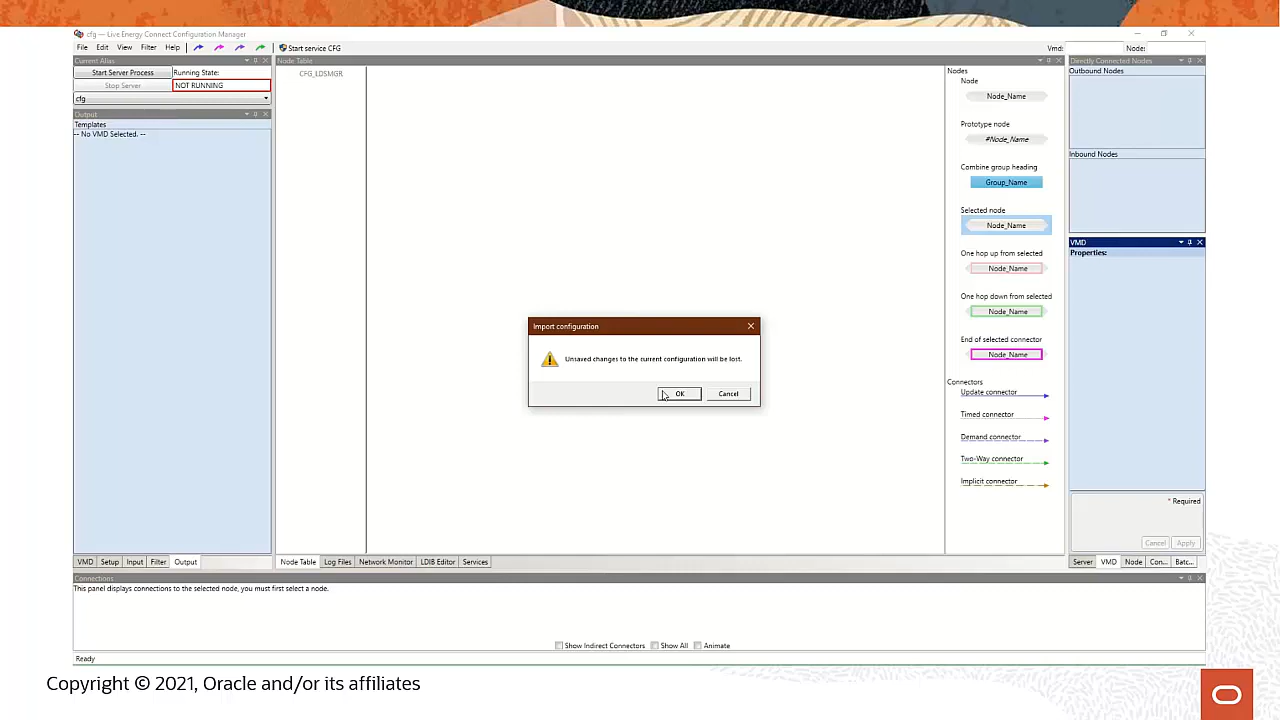 cfg — Live Energy Connect Configuration Manager
File Edit View Filter Help Start service CFG Vmd: Node:
Current Alias
Start Server Process Running State:
Stop Server NOT RUNNING
cfg
Output
Templates
-- No VMD Selected. --
VMD Setup Input Filter Output
Node Table
CFG_LDSMGR
Nodes
Node
Node_Name
Prototype node
#Node_Name
Combine group heading
Group_Name
Selected node
Node_Name
One hop up from selected
Node_Name
One hop down from selected
Node_Name
End of selected connector
Node_Name
Connectors
Update connector
Timed connector
Demand connector
Two-Way connector
Implicit connector
Import configuration
Unsaved changes to the current configuration will be lost.
OK Cancel
Node Table Log Files Network Monitor LDIB Editor Services
Directly Connected Nodes
Outbound Nodes
Inbound Nodes
VMD
Properties:
* Required
Cancel Apply
Server VMD Node Con... Batc...
Connections
This panel displays connections to the selected node, you must first select a node.
Show Indirect Connectors Show All Animate
Ready
Copyright © 2021, Oracle and/or its affiliates